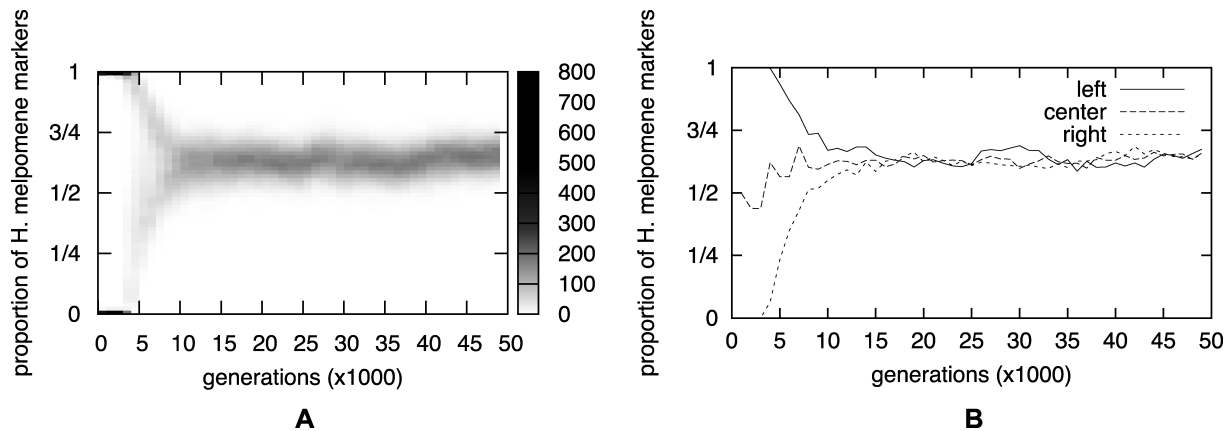 proportion of H. melpomene markers
1
3/4
1/2
1/4
0
0 5 10 15 20 25 30 35 40 45 50
generations (x1000)
A
800
700
600
500
400
300
200
100
0
proportion of H. melpomene markers
1
3/4
1/2
1/4
0
0 5 10 15 20 25 30 35 40 45 50
generations (x1000)
left
center
right
B